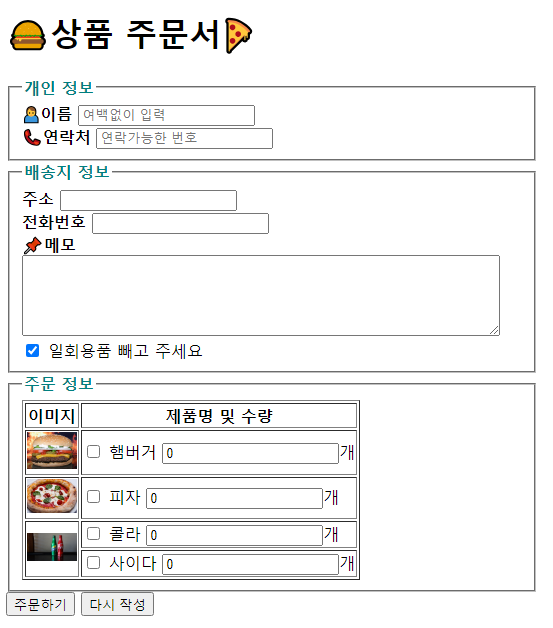 🍔상품 주문서🍕
개인 정보
이름 여백없이 입력
📞연락처 연락가능한 번호
배송지 정보
주소
전화번호
📌메모
일회용품 빼고 주세요
주문 정보
이미지 제품명 및 수량
햄버거 0개
피자 0개
콜라 0개
사이다 0개
주문하기 다시 작성